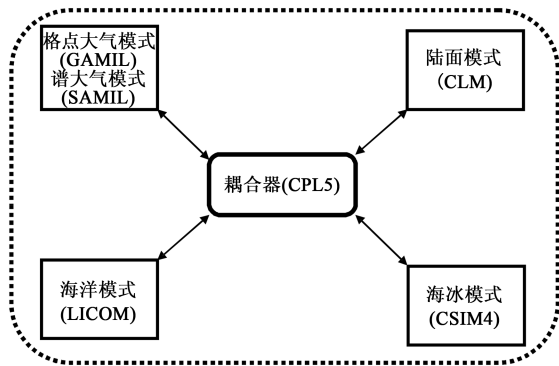 格点大气模式
(GAMIL)
谱大气模式
(SAMIL)
陆面模式
(CLM)
耦合器(CPL5)
海洋模式
(LICOM)
海冰模式
(CSIM4)